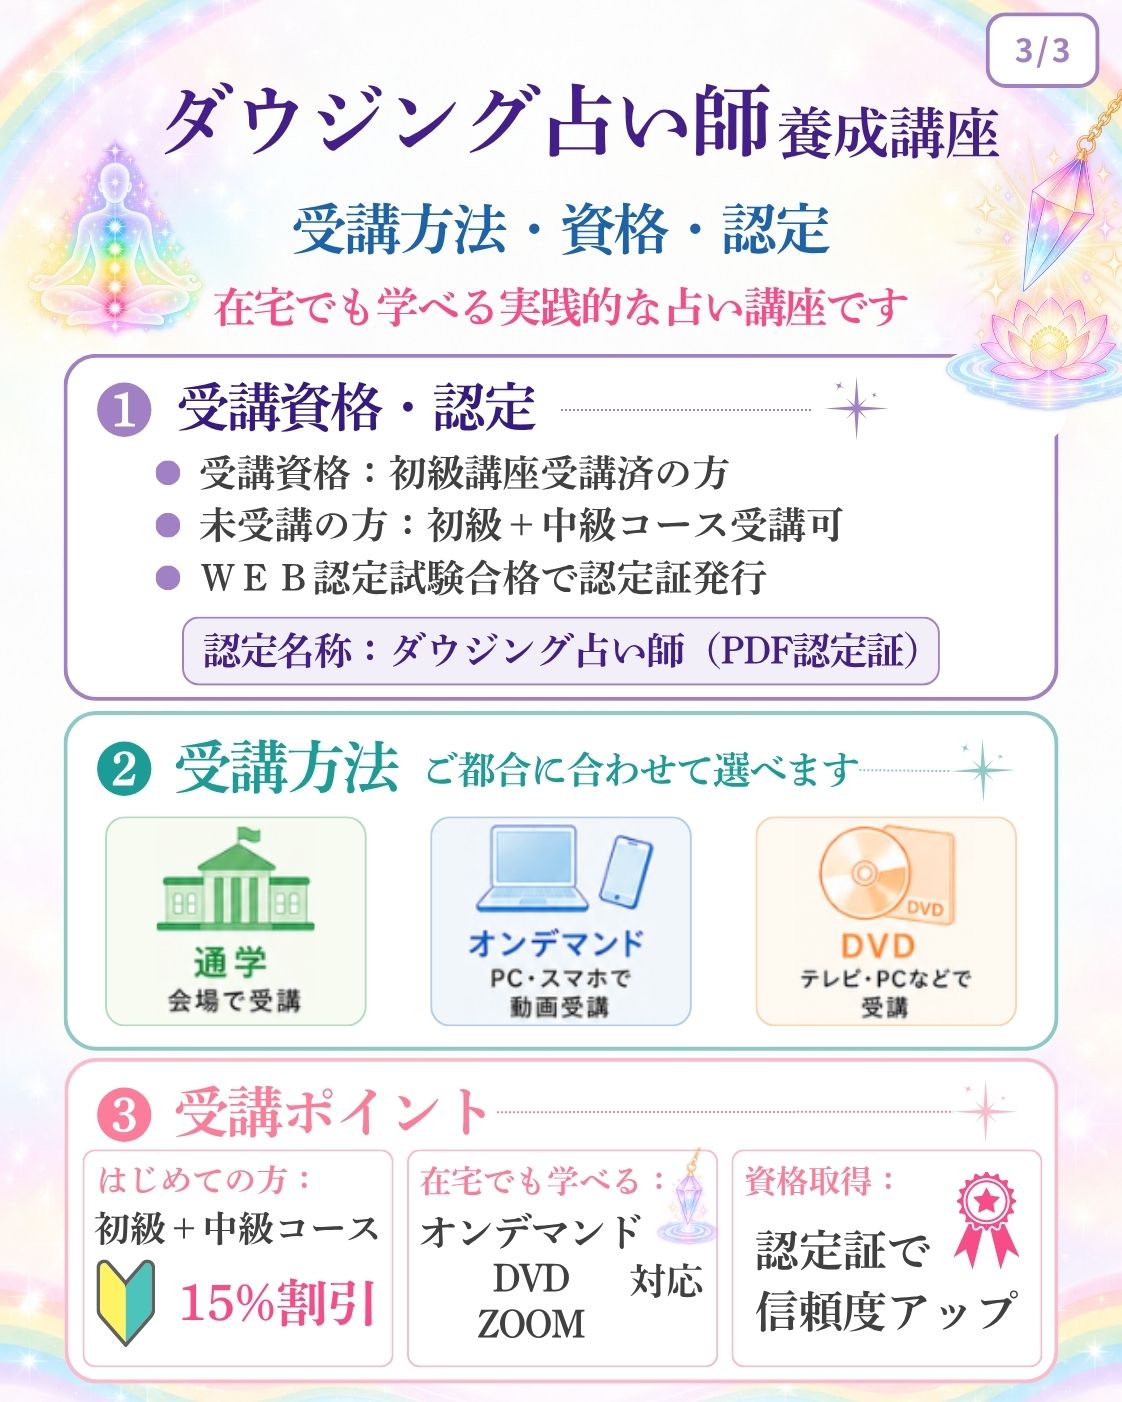 3/3
ダウジング占い師 養成講座
受講方法・資格・認定
在宅でも学べる実践的な占い講座です
1 受講資格・認定
● 受講資格：初級講座受講済の方
● 未受講の方：初級＋中級コース受講可
● ＷＥＢ認定試験合格で認定証発行
認定名称：ダウジング占い師（PDF認定証）
2 受講方法 ご都合に合わせて選べます
通学
会場で受講
オンデマンド
PC・スマホで
動画受講
DVD
DVD
テレビ・PCなどで
受講
3 受講ポイント
はじめての方：
初級＋中級コース
15%割引
在宅でも学べる：
オンデマンド
DVD
ZOOM
対応
資格取得：
認定証で
信頼度アップ